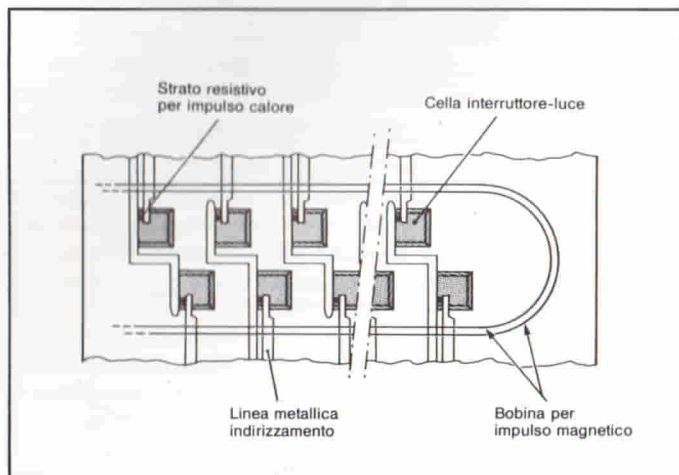 Strato resistivo
per impulso calore
Cella interruttore-luce
Linea metallica
indirizzamento
Bobina per
impulso magnetico